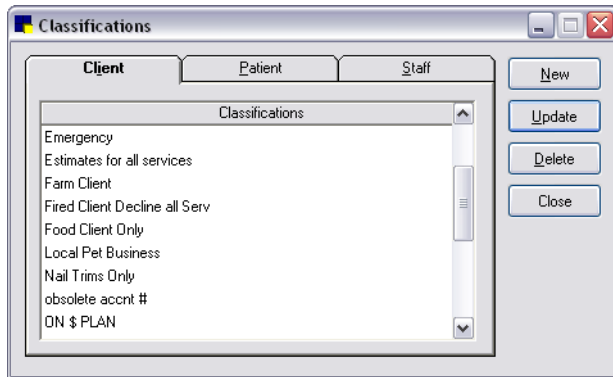 Classifications
Client
Patient
Staff
New
Update
Delete
Close
Classifications
Emergency
Estimates for all services
Farm Client
Fired Client Decline all Serv
Food Client Only
Local Pet Business
Nail Trims Only
obsolete accnt #
ON $ PLAN